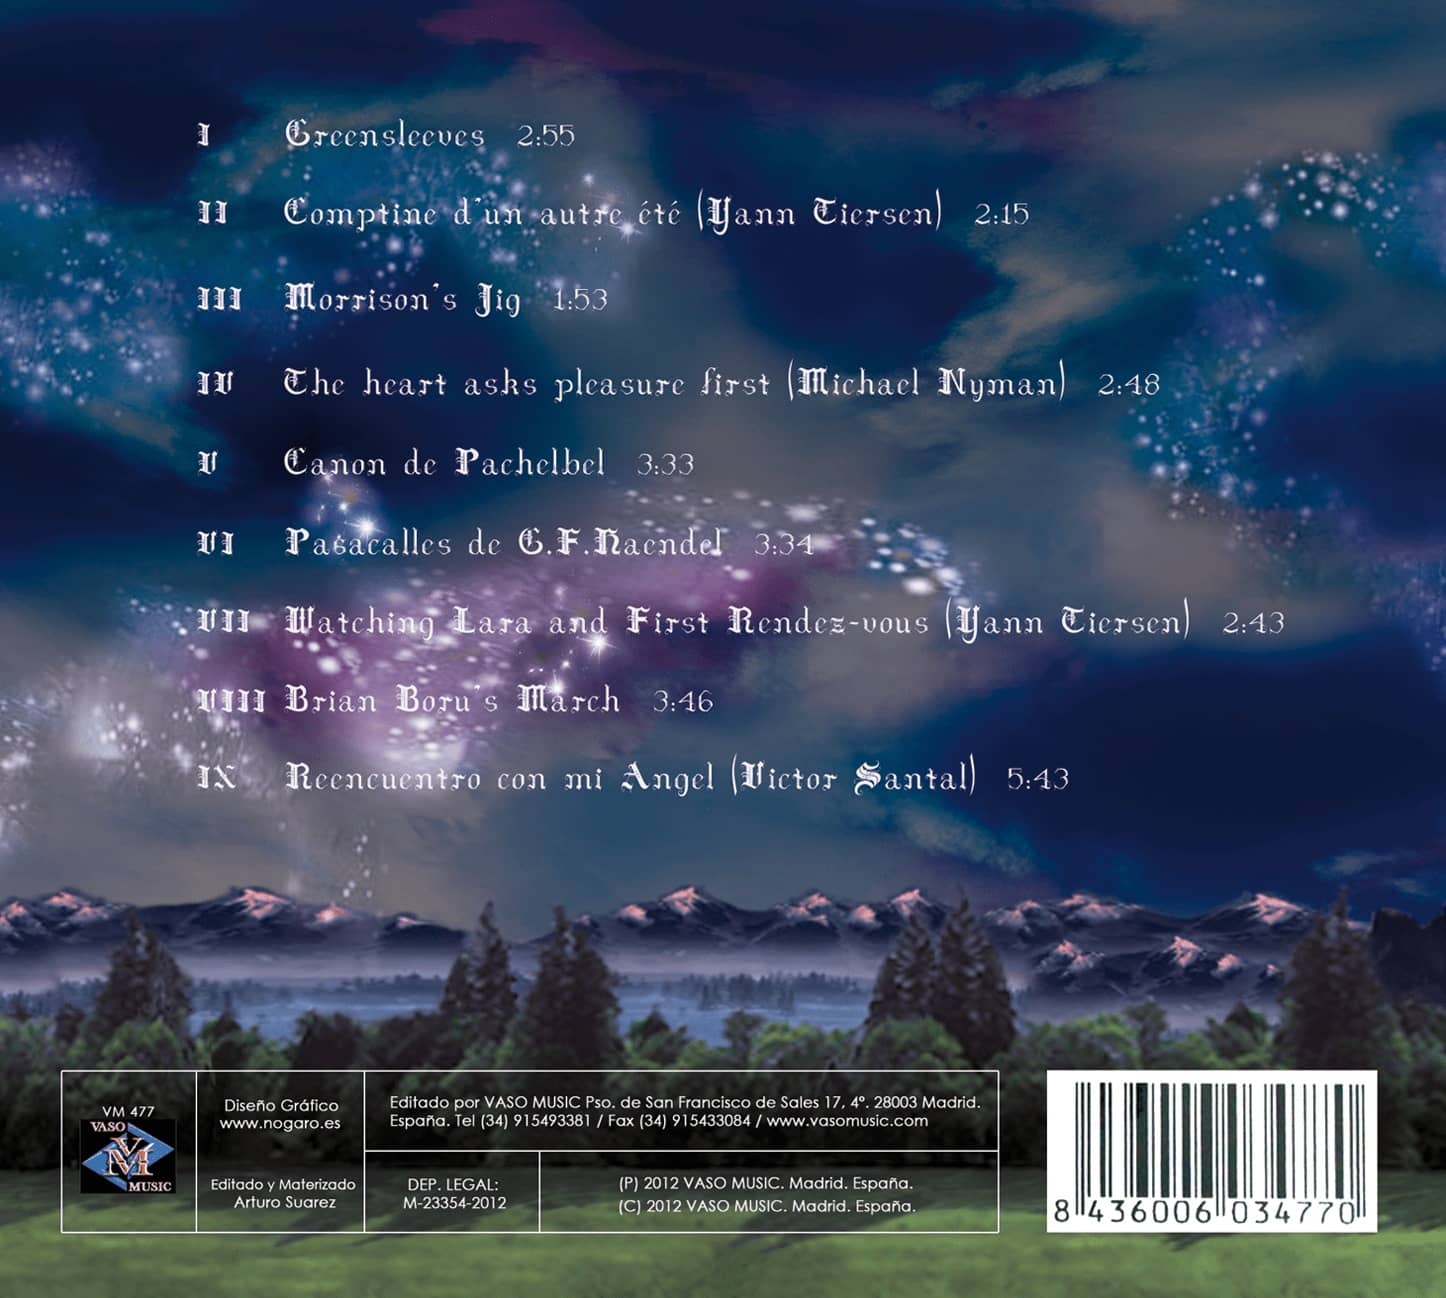 I Greensleeves 2:55
II Comptine d'un autre été (Yann Tiersen) 2:15
III Morrison's Jig 1:53
IV The heart asks pleasure first (Michael Nyman) 2:48
V Canon de Pachelbel 3:33
VI Pasacalles de G.F.Haendel 3:34
VII Watching Lara and First Rendez-vous (Yann Tiersen) 2:43
VIII Brian Boru's March 3:46
IX Reencuentro con mi Angel (Victor Santal) 5:43
VM 477
VASO
VM
MUSIC
Diseño Gráfico
www.nogaro.es
Editado y Materizado
Arturo Suarez
Editado por VASO MUSIC Pso. de San Francisco de Sales 17, 4º. 28003 Madrid.
España. Tel (34) 915493381 / Fax (34) 915433084 / www.vasomusic.com
DEP. LEGAL:
M-23354-2012
(P) 2012 VASO MUSIC. Madrid. España.
(C) 2012 VASO MUSIC. Madrid. España.
8 436006 034770